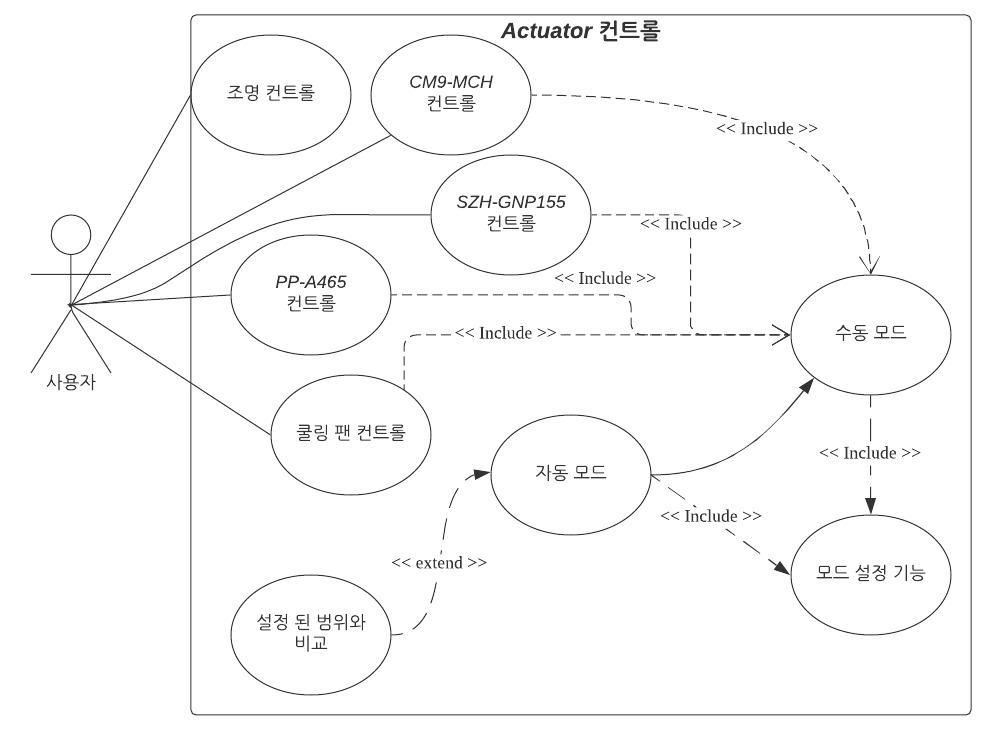 Actuator 컨트롤
조명 컨트롤
CM9-MCH
컨트롤
<< Include >>
SZH-GNP155
컨트롤
<< Include >>
PP-A465
컨트롤
<< Include >>
<< Include >>
수동 모드
사용자
쿨링 팬 컨트롤
<< Include >>
자동 모드
<< Include >>
<< extend >>
모드 설정 기능
설정 된 범위와
비교